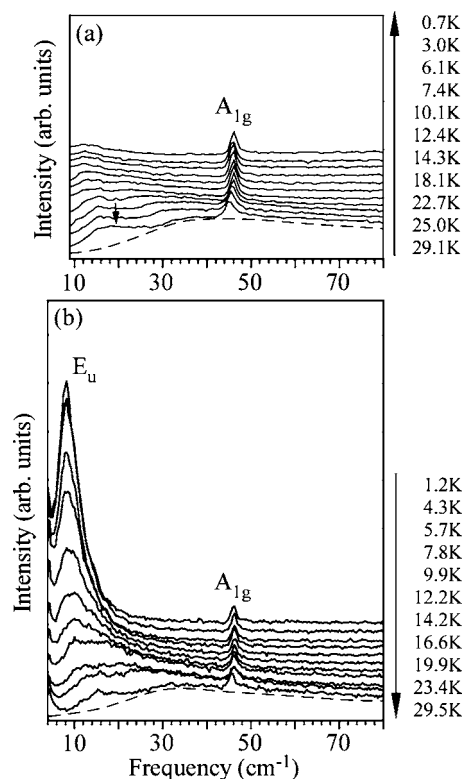 (a)
A1g
Intensity (arb. units)
10 30 50 70
0.7K
3.0K
6.1K
7.4K
10.1K
12.4K
14.3K
18.1K
22.7K
25.0K
29.1K
(b)
Eu
A1g
Intensity (arb. units)
1.2K
4.3K
5.7K
7.8K
9.9K
12.2K
14.2K
16.6K
19.9K
23.4K
29.5K
10 30 50 70
Frequency (cm-1)